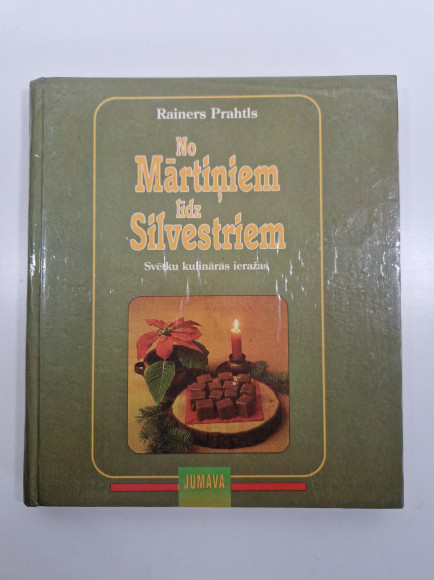 Rainers Prahtls
No
Mārtiņiem
līdz
Silvestriem
Svētku kulinārās ieražas
JUMAVA